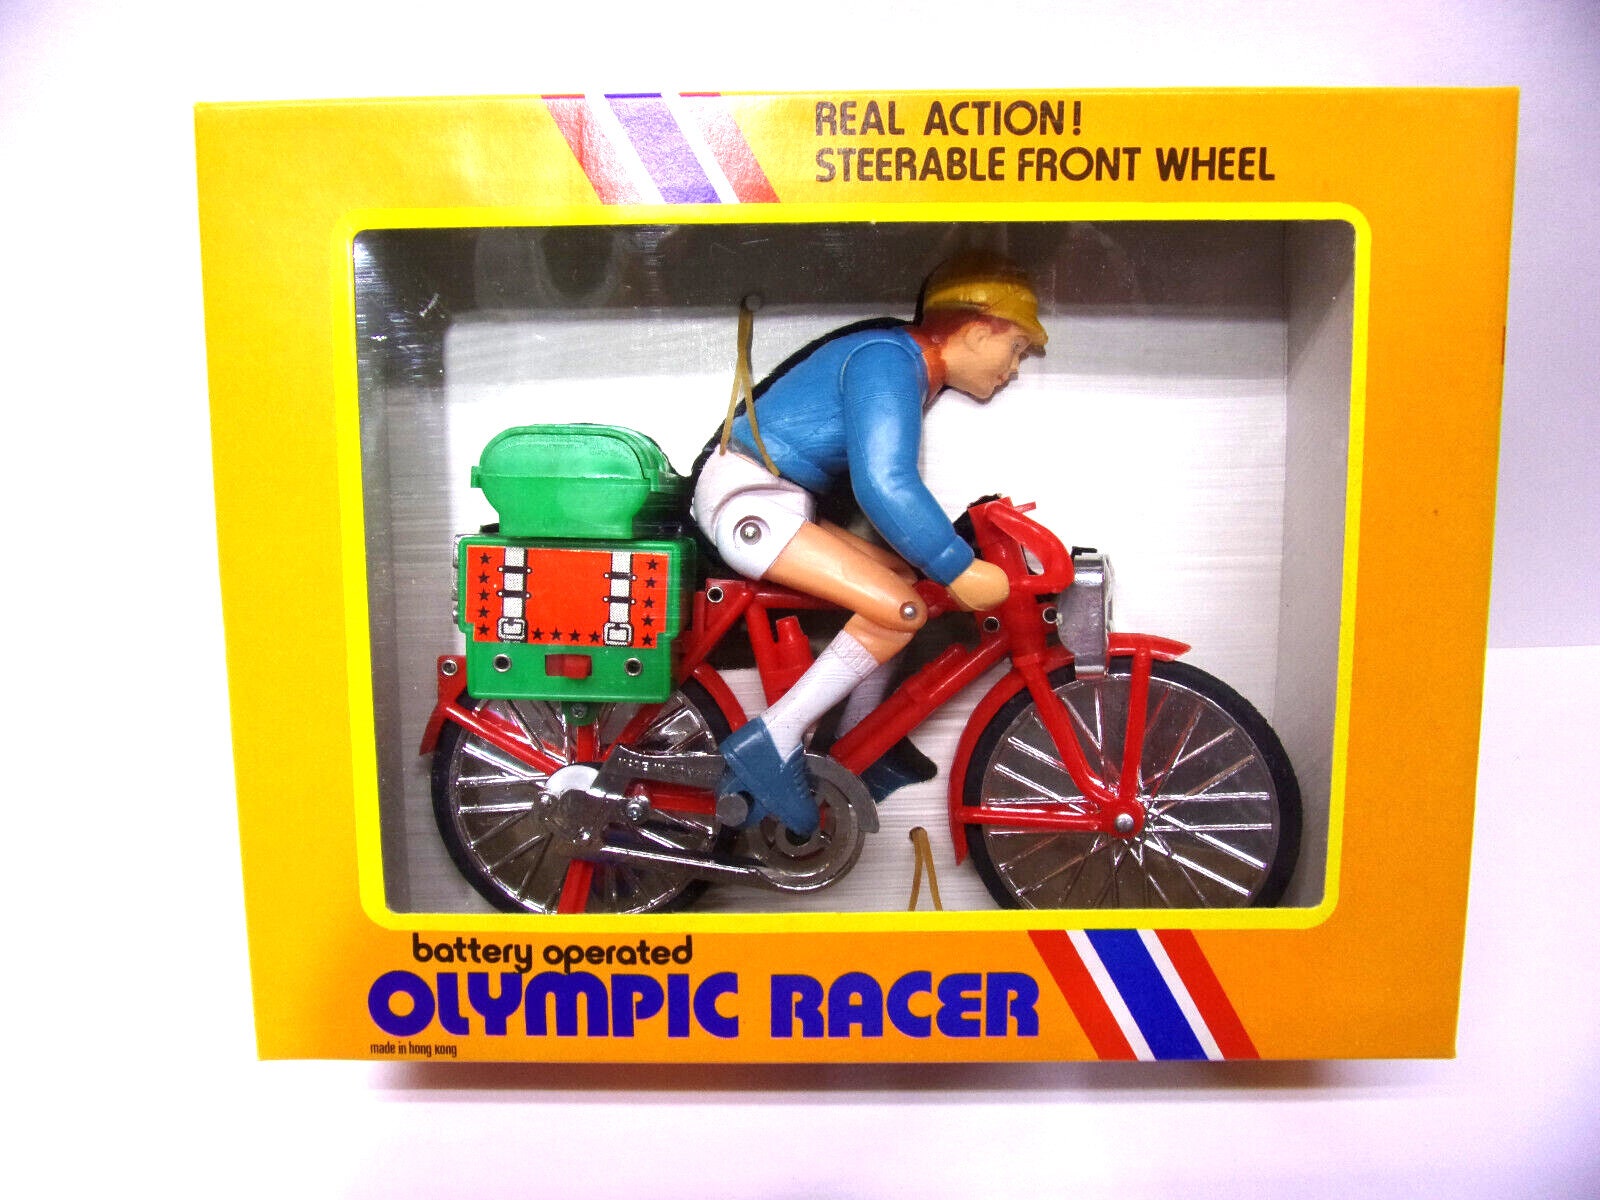 REAL ACTION!
STEERABLE FRONT WHEEL
battery operated
OLYMPIC RACER
made in hong kong